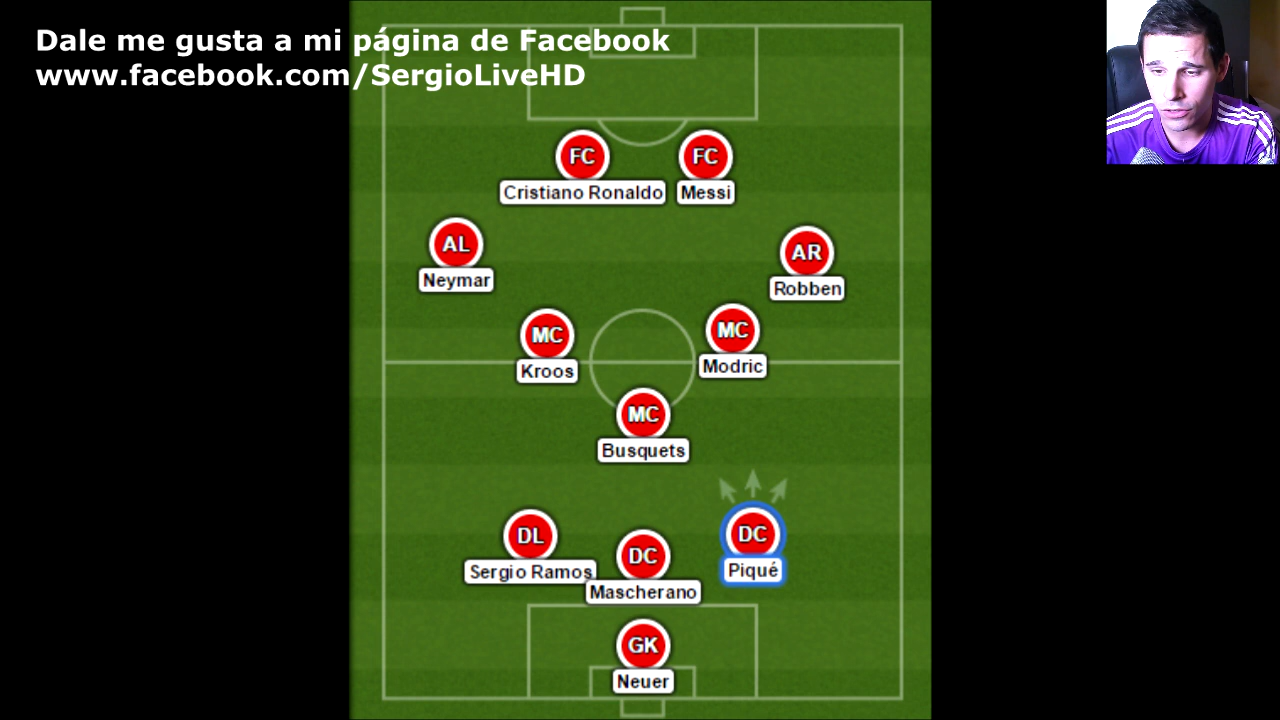 Dale me gusta a mi página de Facebook
www.facebook.com/SergioLiveHD
FC
FC
Cristiano Ronaldo
Messi
AL
AR
Neymar
Robben
MC
MC
Kroos
Modric
MC
Busquets
DL
DC
DC
Sergio Ramos
Mascherano
Piqué
GK
Neuer